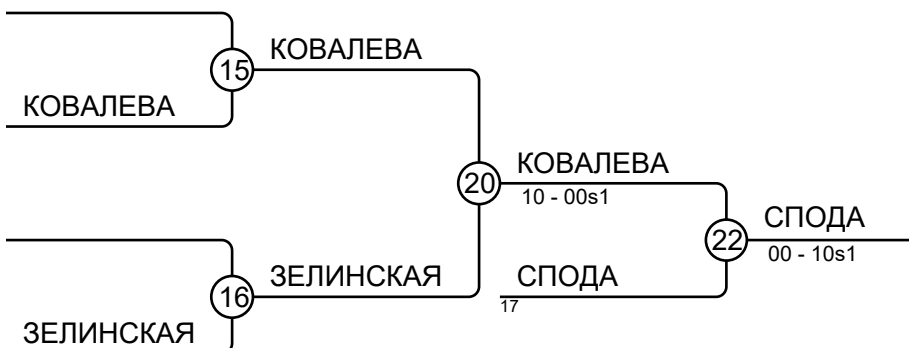 КОВАЛЕВА
15
КОВАЛЕВА
КОВАЛЕВА
20
10 - 00s1
СПОДА
22
00 - 10s1
ЗЕЛИНСКАЯ
СПОДА
16
17
ЗЕЛИНСКАЯ